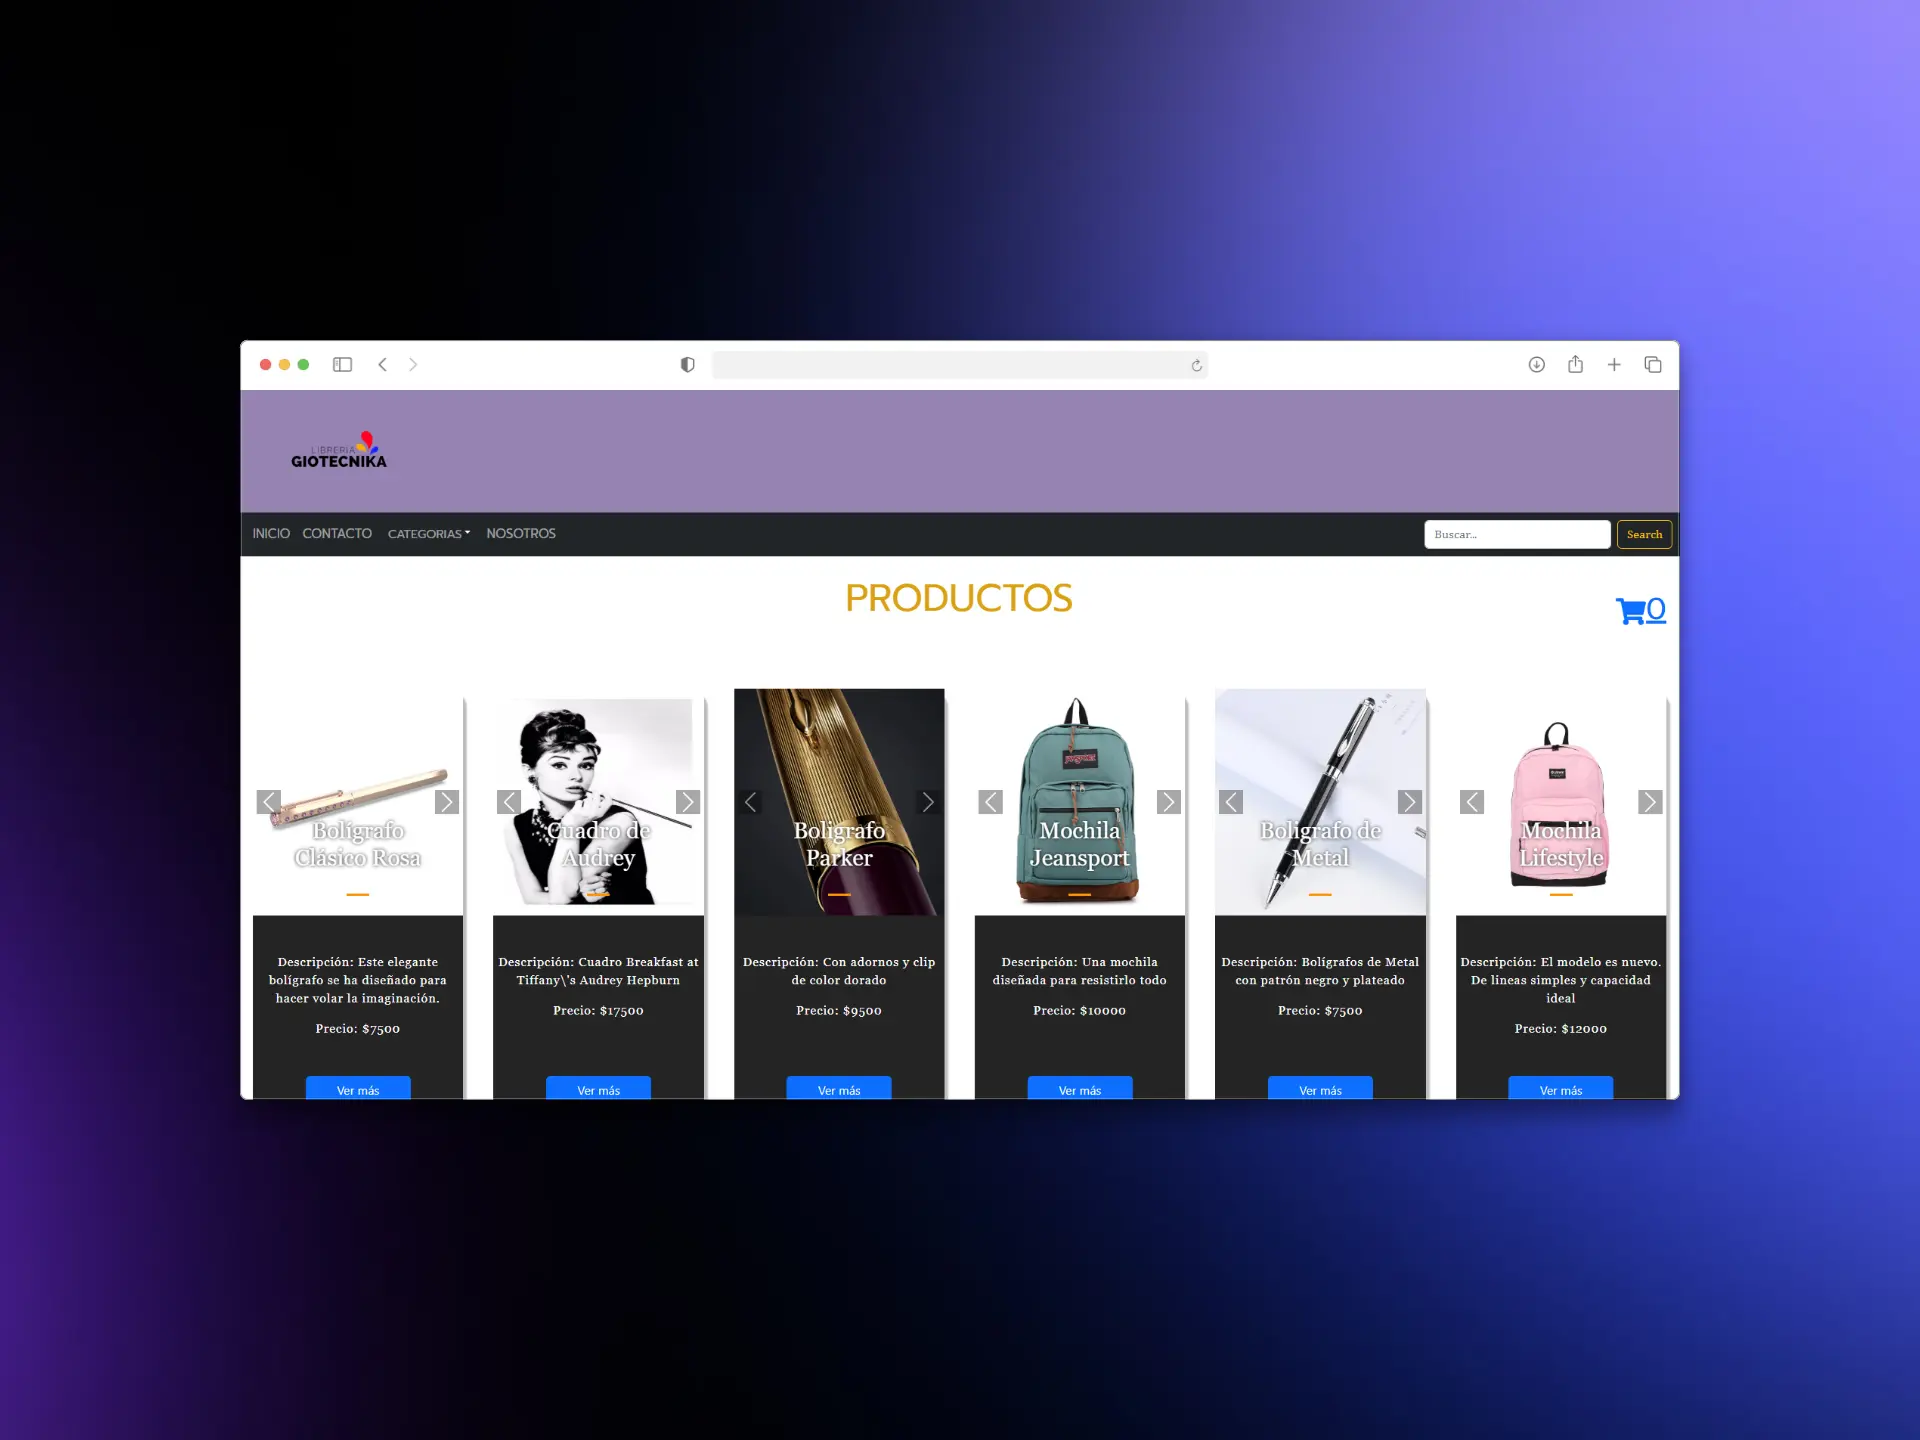 LIBRERIA
GIOTECNIKA
INICIO CONTACTO CATEGORIAS NOSOTROS
Buscar... Search
PRODUCTOS
0
Bolígrafo
Clásico Rosa
Descripción: Este elegante
bolígrafo se ha diseñado para
hacer volar la imaginación.
Precio: $7500
Ver más
Cuadro de
Audrey
Descripción: Cuadro Breakfast at
Tiffany\'s Audrey Hepburn
Precio: $17500
Ver más
Boligrafo
Parker
Descripción: Con adornos y clip
de color dorado
Precio: $9500
Ver más
Mochila
Jeansport
Descripción: Una mochila
diseñada para resistirlo todo
Precio: $10000
Ver más
Boligrafo de
Metal
Descripción: Bolígrafos de Metal
con patrón negro y plateado
Precio: $7500
Ver más
Mochila
Lifestyle
Descripción: El modelo es nuevo.
De líneas simples y capacidad
ideal
Precio: $12000
Ver más